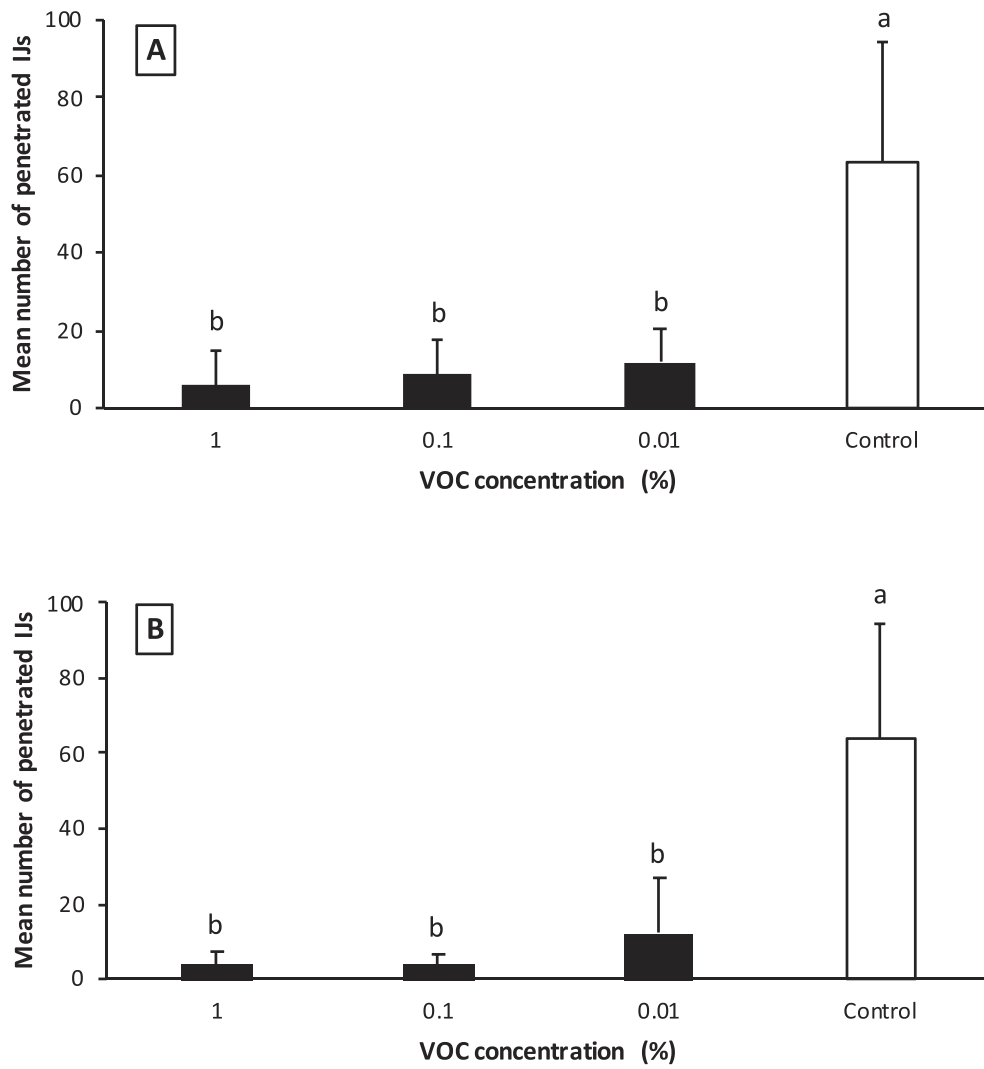 100
a
A
80
60
40
b
b
b
20
0
Mean number of penetrated IJs
1 0.1 0.01 Control
VOC concentration (%)
100
a
B
80
60
40
b
b
b
20
0
Mean number of penetrated IJs
1 0.1 0.01 Control
VOC concentration (%)